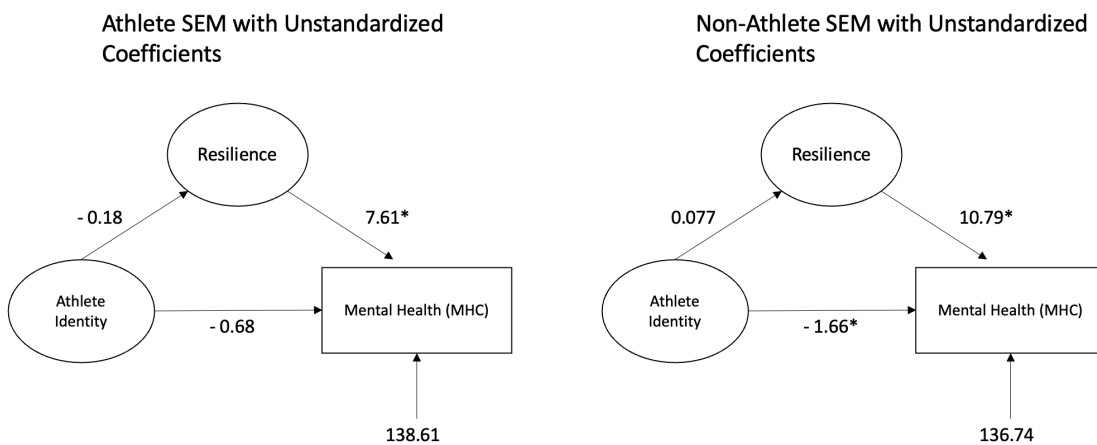 Athlete SEM with Unstandardized
Coefficients
Resilience
- 0.18
7.61*
Athlete
Identity
Mental Health (MHC)
- 0.68
138.61
Non-Athlete SEM with Unstandardized
Coefficients
Resilience
0.077
10.79*
Athlete
Identity
Mental Health (MHC)
- 1.66*
136.74